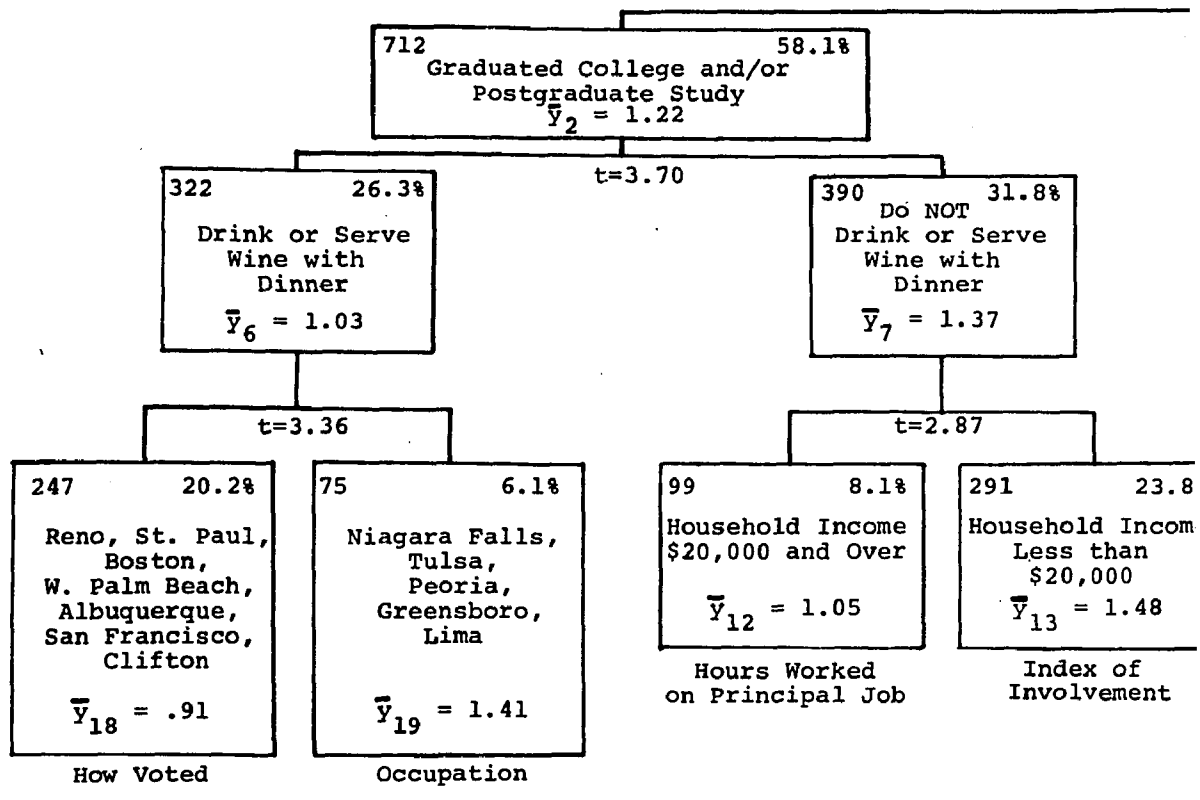 712 58.1%
Graduated College and/or
Postgraduate Study
ȳ2 = 1.22
t=3.70
322 26.3%
Drink or Serve
Wine with
Dinner
ȳ6 = 1.03
390 31.8%
Do NOT
Drink or Serve
Wine with
Dinner
ȳ7 = 1.37
t=3.36
t=2.87
247 20.2%
Reno, St. Paul,
Boston,
W. Palm Beach,
Albuquerque,
San Francisco,
Clifton
ȳ18 = .91
How Voted
75 6.1%
Niagara Falls,
Tulsa,
Peoria,
Greensboro,
Lima
ȳ19 = 1.41
Occupation
99 8.1%
Household Income
$20,000 and Over
ȳ12 = 1.05
Hours Worked
on Principal Job
291 23.8
Household Incom
Less than
$20,000
ȳ13 = 1.48
Index of
Involvement